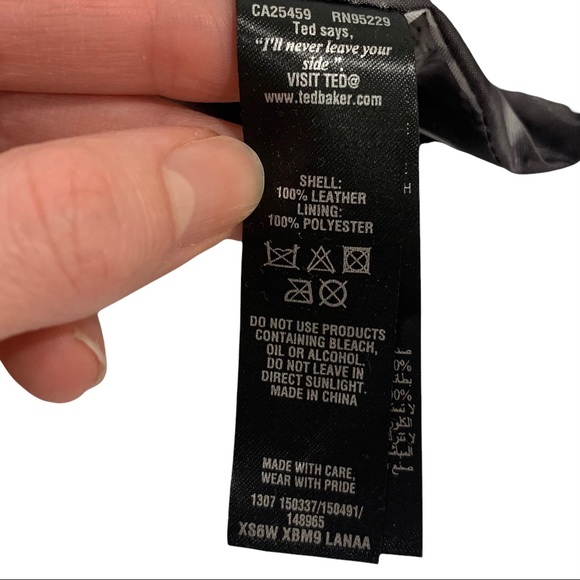 CA25459 RN95229
Ted says,
"I'll never leave your
side".
VISIT TED@
www.tedbaker.com
SHELL:
100% LEATHER
LINING:
100% POLYESTER
H
DO NOT USE PRODUCTS
CONTAINING BLEACH,
OIL OR ALCOHOL.
DO NOT LEAVE IN
DIRECT SUNLIGHT.
MADE IN CHINA
MADE WITH CARE,
WEAR WITH PRIDE
1307 150337/150491/
148965
XS6W XBM9 LANAA